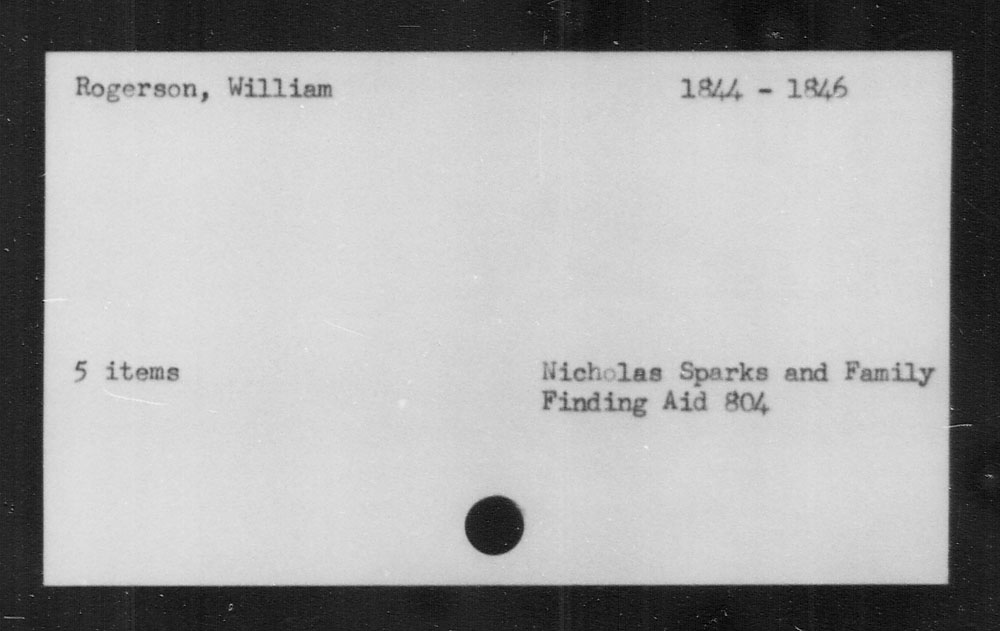 Rogerson, William 1844 - 1846
5 items Nicholas Sparks and Family
Finding Aid 804